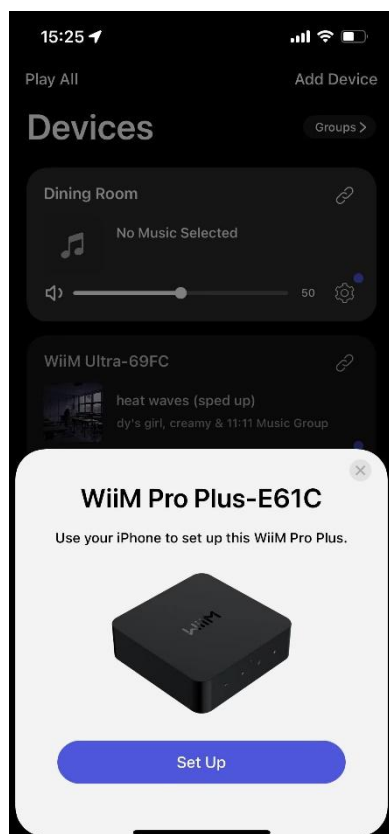 15:25
Play All
Add Device
Devices
Groups >
Dining Room
No Music Selected
50
WiiM Ultra-69FC
heat waves (sped up)
dy's girl, creamy & 11:11 Music Group
WiiM Pro Plus-E61C
Use your iPhone to set up this WiiM Pro Plus.
WiiM
Set Up